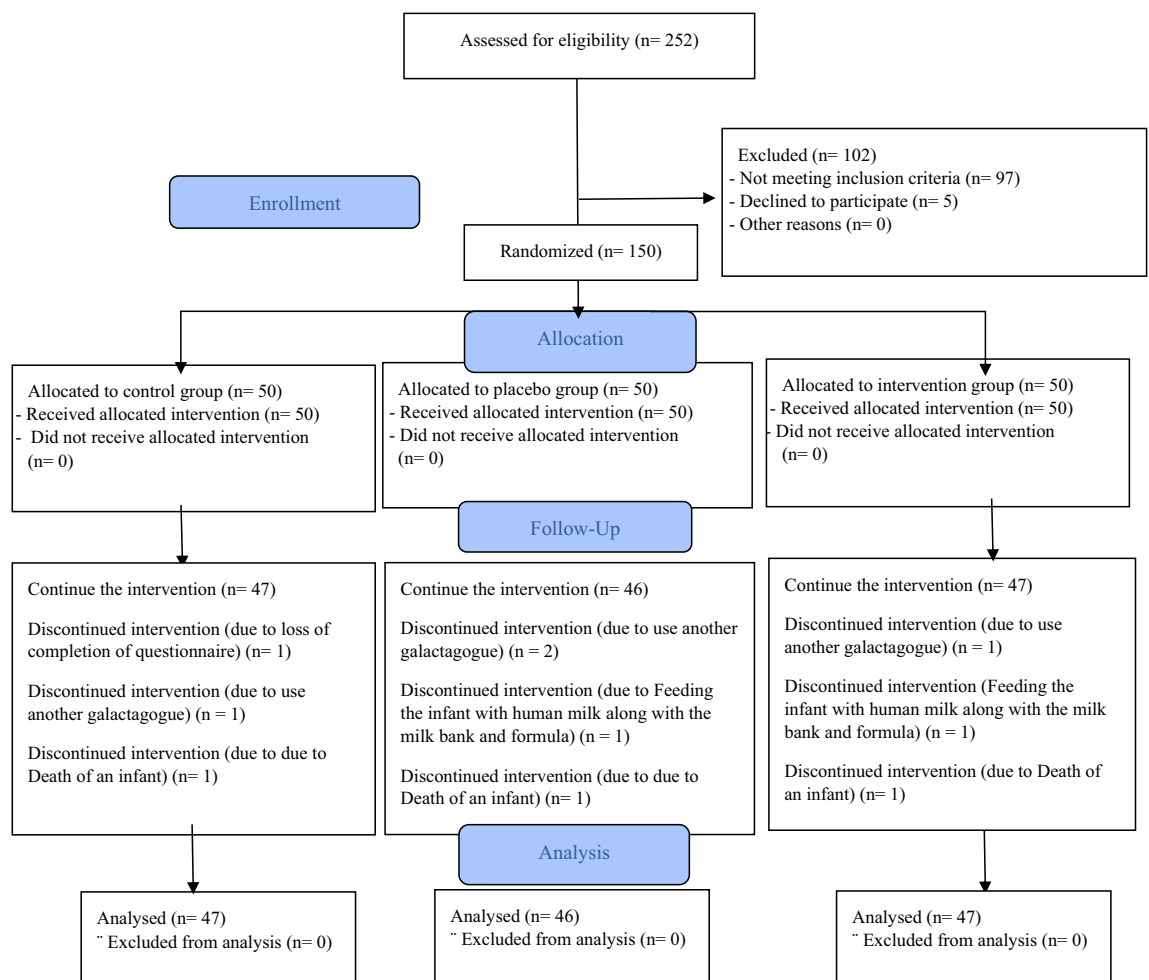 Assessed for eligibility (n= 252)
Excluded (n= 102)
- Not meeting inclusion criteria (n= 97)
- Declined to participate (n= 5)
- Other reasons (n= 0)
Enrollment
Randomized (n= 150)
Allocation
Allocated to control group (n= 50)
- Received allocated intervention (n= 50)
- Did not receive allocated intervention
(n= 0)
Allocated to placebo group (n= 50)
- Received allocated intervention (n= 50)
- Did not receive allocated intervention
(n= 0)
Allocated to intervention group (n= 50)
- Received allocated intervention (n= 50)
- Did not receive allocated intervention
(n= 0)
Follow-Up
Continue the intervention (n= 47)
Discontinued intervention (due to loss of
completion of questionnaire) (n= 1)
Discontinued intervention (due to use
another galactagogue) (n = 1)
Discontinued intervention (due to due to
Death of an infant) (n= 1)
Continue the intervention (n= 46)
Discontinued intervention (due to use another
galactagogue) (n = 2)
Discontinued intervention (due to Feeding
the infant with human milk along with the
milk bank and formula) (n = 1)
Discontinued intervention (due to due to
Death of an infant) (n= 1)
Continue the intervention (n= 47)
Discontinued intervention (due to use
another galactagogue) (n = 1)
Discontinued intervention (Feeding the
infant with human milk along with the milk
bank and formula) (n = 1)
Discontinued intervention (due to Death of
an infant) (n= 1)
Analysis
Analysed (n= 47)
¨ Excluded from analysis (n= 0)
Analysed (n= 46)
¨ Excluded from analysis (n= 0)
Analysed (n= 47)
¨ Excluded from analysis (n= 0)